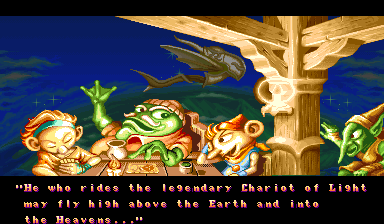 "He who rides the legendary Chariot of Light
may fly high above the Earth and into
the Heavens..."